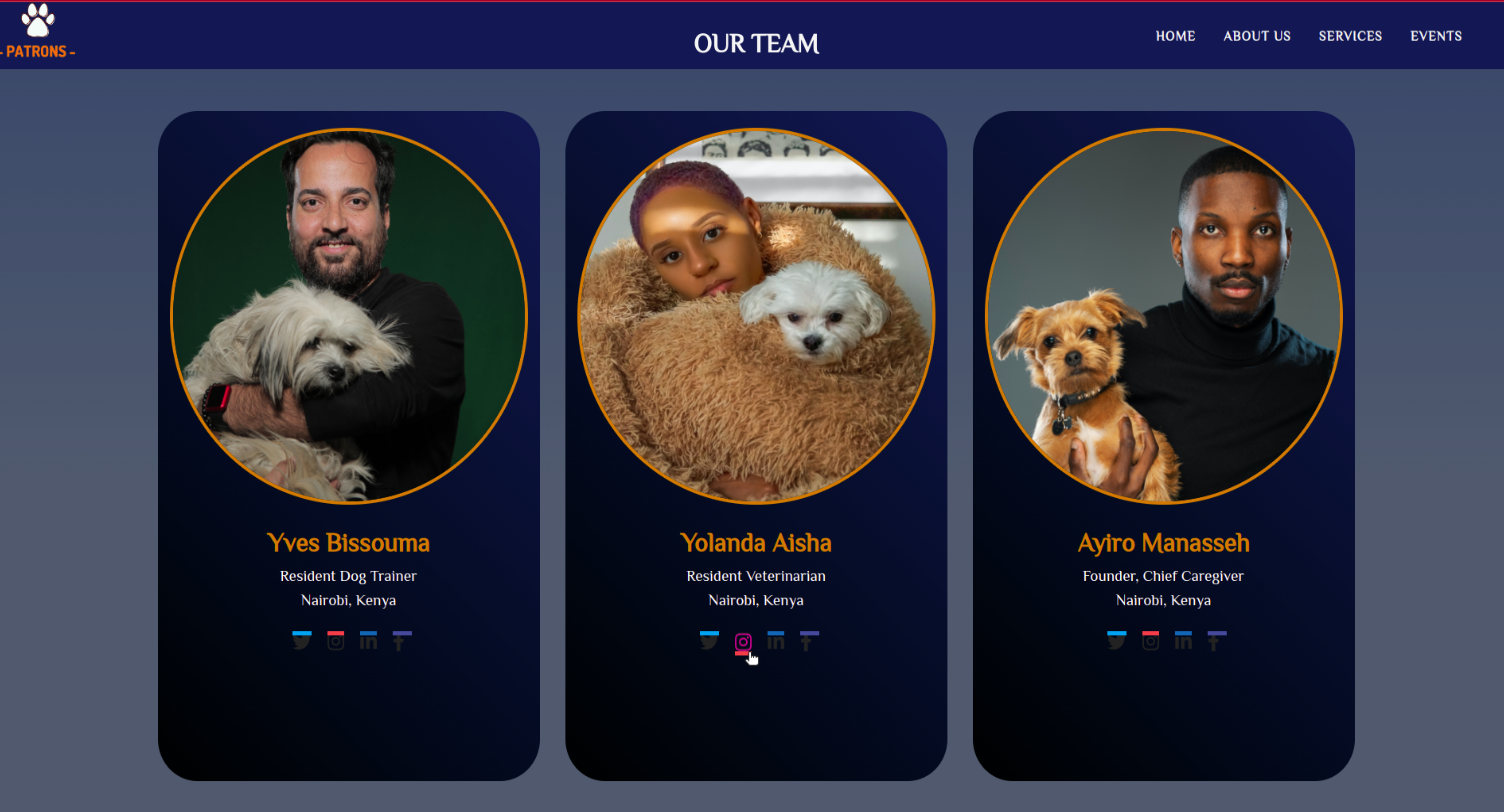 - PATRONS -
OUR TEAM
HOME ABOUT US SERVICES EVENTS
Yves Bissouma
Resident Dog Trainer
Nairobi, Kenya
Yolanda Aisha
Resident Veterinarian
Nairobi, Kenya
Ayiro Manasseh
Founder, Chief Caregiver
Nairobi, Kenya